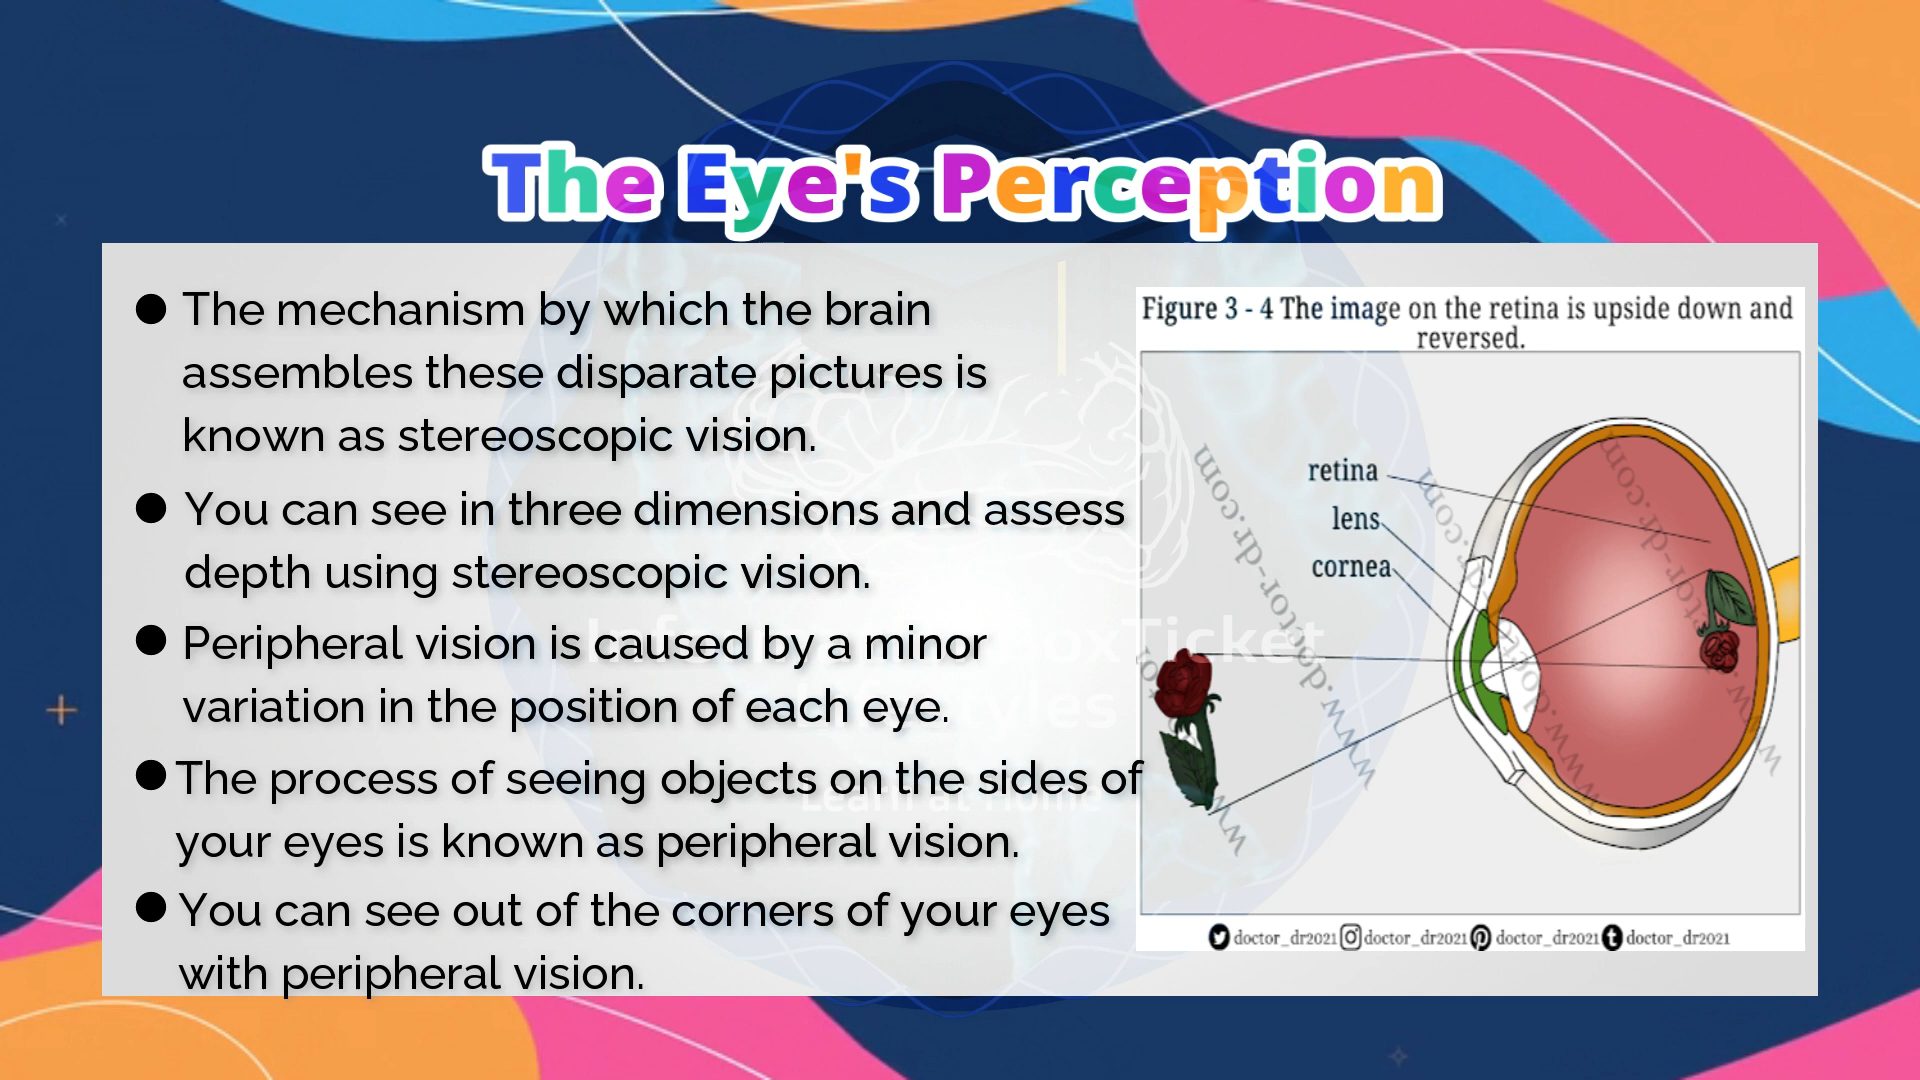 The Eye's Perception
● The mechanism by which the brain
assembles these disparate pictures is
known as stereoscopic vision.
● You can see in three dimensions and assess
depth using stereoscopic vision.
● Peripheral vision is caused by a minor
variation in the position of each eye.
● The process of seeing objects on the sides of
your eyes is known as peripheral vision.
● You can see out of the corners of your eyes
with peripheral vision.
Figure 3 - 4 The image on the retina is upside down and
reversed.
retina
lens
cornea
www.doctor-dr.com
doctor_dr2021 doctor_dr2021 doctor_dr2021 doctor_dr2021
Ticket
Learn at Home